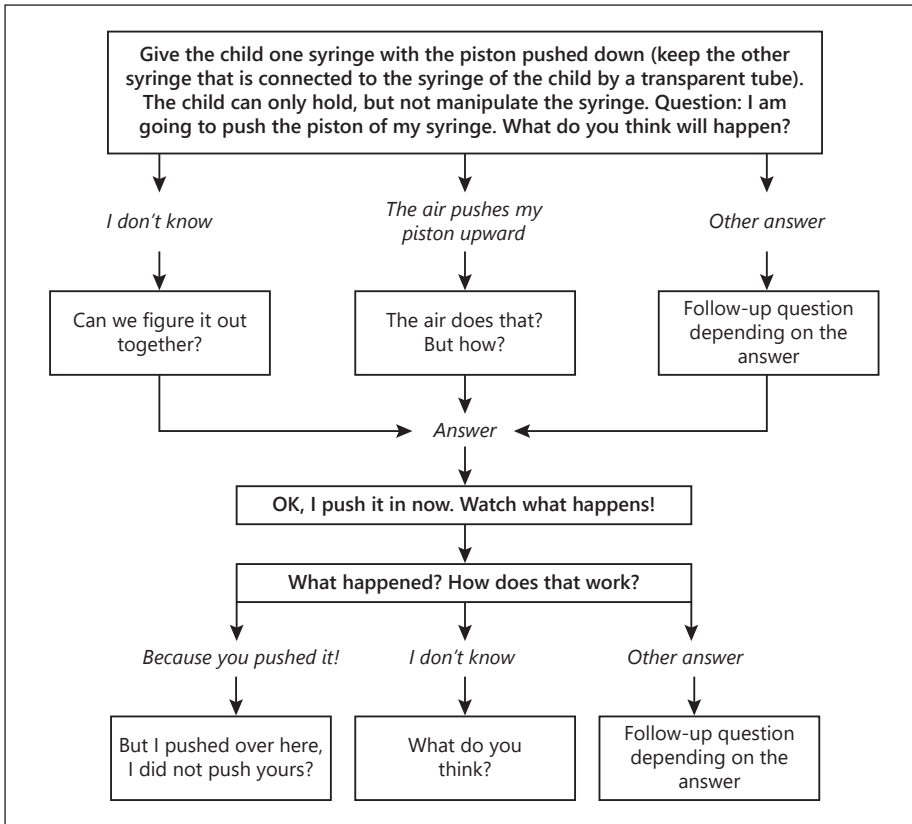 Give the child one syringe with the piston pushed down (keep the other
syringe that is connected to the syringe of the child by a transparent tube).
The child can only hold, but not manipulate the syringe. Question: I am
going to push the piston of my syringe. What do you think will happen?
I don't know
The air pushes my
piston upward
Other answer
Can we figure it out
together?
The air does that?
But how?
Follow-up question
depending on the
answer
Answer
OK, I push it in now. Watch what happens!
What happened? How does that work?
Because you pushed it!
I don't know
Other answer
But I pushed over here,
I did not push yours?
What do you
think?
Follow-up question
depending on the
answer